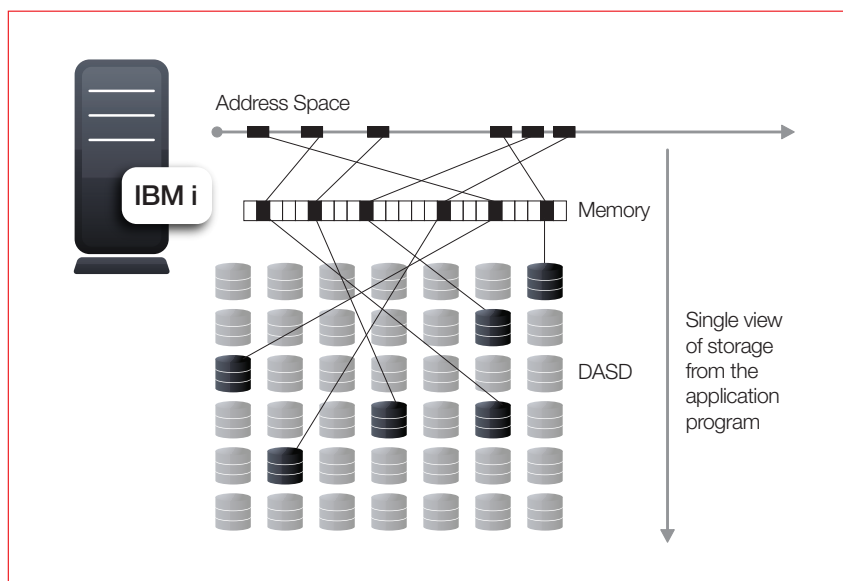 Address Space
IBM i
Memory
DASD
Single view
of storage
from the
application
program